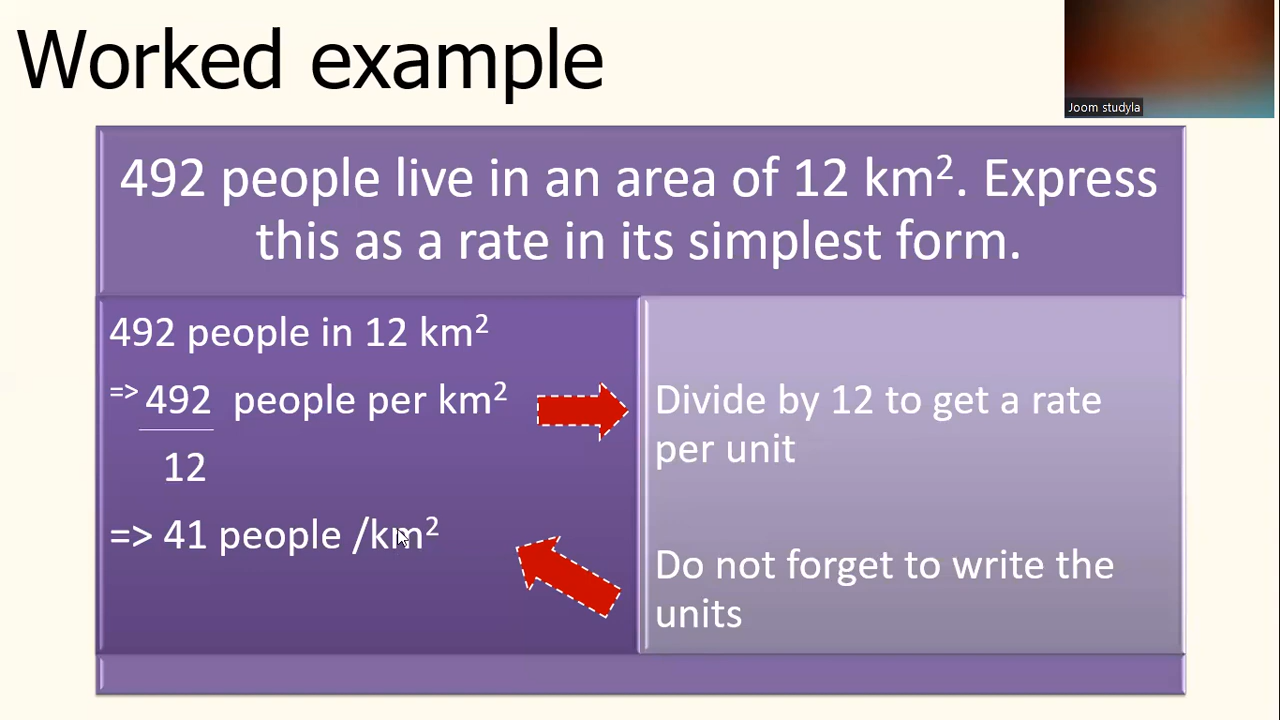 Worked example
Joom studyla
492 people live in an area of 12 km². Express
this as a rate in its simplest form.
492 people in 12 km²
=> 492 people per km²
12
=> 41 people /km²
Divide by 12 to get a rate
per unit
Do not forget to write the
units